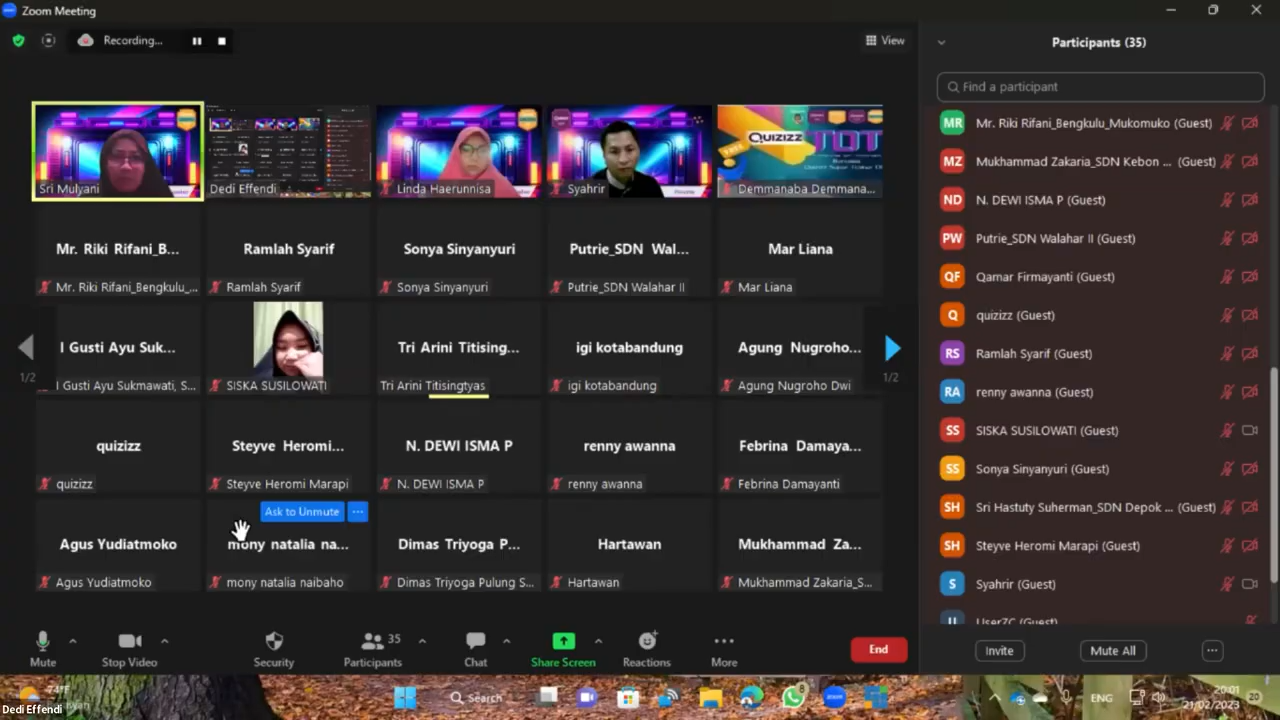 Zoom Meeting
Recording...
View
Participants (35)
Find a participant
Sri Mulyani
Dedi Effendi
Linda Haerunnisa
Syahrir
Quizizz
TDT
Demmanaba Demmana...
Mr. Riki Rifani_B...
Ramlah Syarif
Sonya Sinyanyuri
Putrie_SDN Wal...
Mar Liana
Mr. Riki Rifani_Bengkulu_...
Ramlah Syarif
Sonya Sinyanyuri
Putrie_SDN Walahar II
Mar Liana
I Gusti Ayu Suk...
Tri Arini Titising...
igi kotabandung
Agung Nugroho...
1/2
1/2
I Gusti Ayu Sukmawati, S...
SISKA SUSILOWATI
Tri Arini Titisingtyas
igi kotabandung
Agung Nugroho Dwi
quizizz
Steyve Heromi...
N. DEWI ISMA P
renny awanna
Febrina Damaya...
quizizz
Steyve Heromi Marapi
N. DEWI ISMA P
renny awanna
Febrina Damayanti
Ask to Unmute
...
Agus Yudiatmoko
mony natalia na...
Dimas Triyoga P...
Hartawan
Mukhammad Za...
Agus Yudiatmoko
mony natalia naibaho
Dimas Triyoga Pulung S...
Hartawan
Mukhammad Zakaria_S...
MR Mr. Riki Rifani_Bengkulu_Mukomuko (Guest)
MZ Mukhammad Zakaria_SDN Kebon ... (Guest)
ND N. DEWI ISMA P (Guest)
PW Putrie_SDN Walahar II (Guest)
QF Qamar Firmayanti (Guest)
Q quizizz (Guest)
RS Ramlah Syarif (Guest)
RA renny awanna (Guest)
SS SISKA SUSILOWATI (Guest)
SS Sonya Sinyanyuri (Guest)
SH Sri Hastuty Suherman_SDN Depok ... (Guest)
SH Steyve Heromi Marapi (Guest)
S Syahrir (Guest)
U UserZC (Guest)
Mute
Stop Video
Security
35
Participants
Chat
Share Screen
Reactions
More
End
Invite
Mute All
...
74°F
Dedi Effendi
Search
zoom
8
ENG
20:01
21/02/2023
20